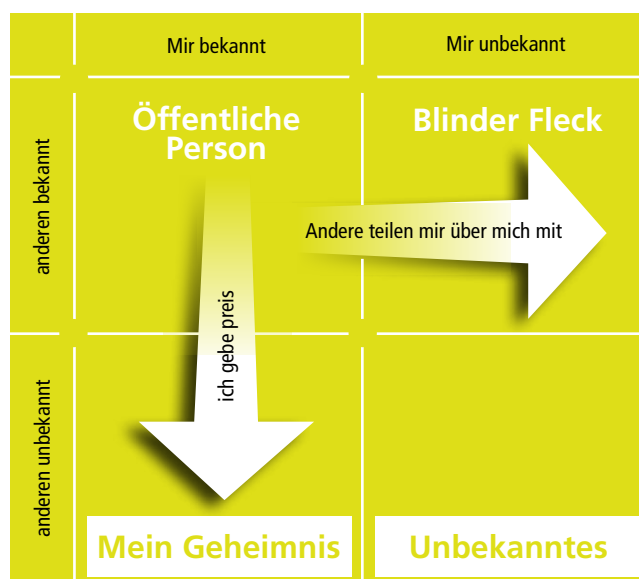 Mir bekannt
Mir unbekannt
anderen bekannt
Öffentliche
Person
Blinder Fleck
Andere teilen mir über mich mit
ich gebe preis
anderen unbekannt
Mein Geheimnis
Unbekanntes